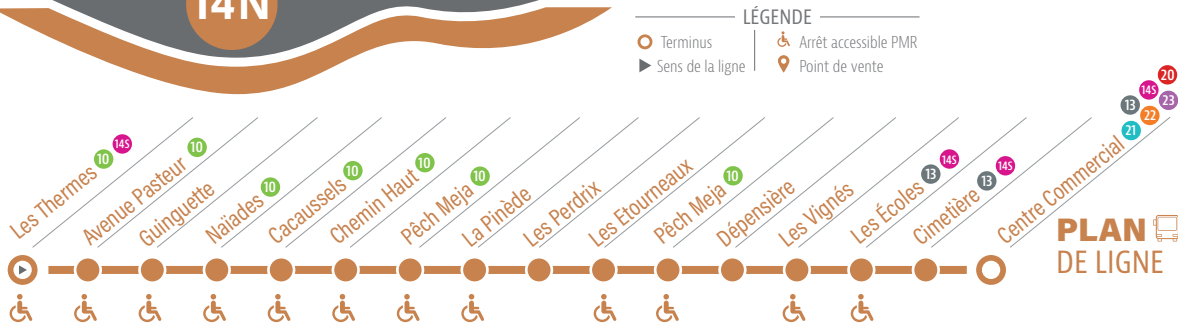 14N
LÉGENDE
Terminus
Arrêt accessible PMR
Sens de la ligne
Point de vente
Les Thermes 10 14S
Avenue Pasteur 10
Guinguette
Naïades 10
Cacaussels 10
Chemin Haut 10
Pêch Meja 10
La Pinède
Les Perdrix
Les Etourneaux
Pêch Meja 10
Dépensière
Les Vignés
Les Écoles 13 14S
Cimetière 13 14S
Centre Commercial 21 22 23
13 14S 20
PLAN
DE LIGNE